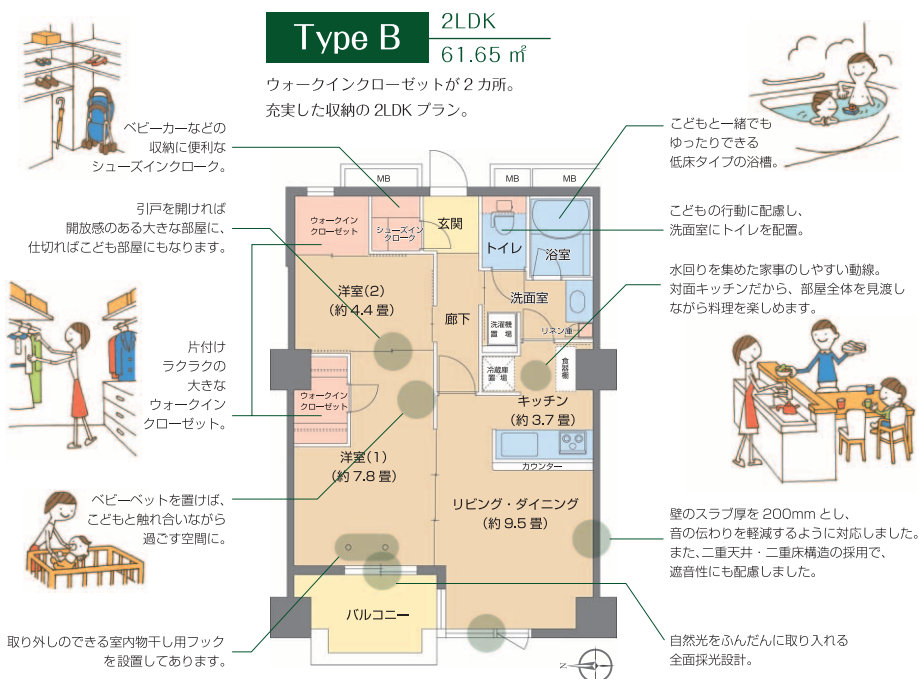 Type B
2LDK
61.65 ㎡
ウォークインクローゼットが 2 カ所。
充実した収納の 2LDK プラン。
ベビーカーなどの
収納に便利な
シューズインクローク。
引戸を開ければ
開放感のある大きな部屋に、
仕切ればこども部屋にもなります。
片付け
ラクラクの
大きな
ウォークイン
クローゼット。
ベビーベットを置けば、
こどもと触れ合いながら
過ごす空間に。
取り外しのできる室内物干し用フック
を設置してあります。
MB
MB
MB
ウォークイン
クローゼット
シューズイン
クローク
玄関
トイレ
浴室
洋室(2)
(約 4.4 畳)
廊下
洗面室
洗濯機
置場
リネン庫
冷蔵庫
置場
食器棚
ウォークイン
クローゼット
キッチン
(約 3.7 畳)
カウンター
洋室(1)
(約 7.8 畳)
リビング・ダイニング
(約 9.5 畳)
バルコニー
N
こどもと一緒でも
ゆったりできる
低床タイプの浴槽。
こどもの行動に配慮し、
洗面室にトイレを配置。
水回りを集めた家事のしやすい動線。
対面キッチンだから、部屋全体を見渡し
ながら料理を楽しめます。
壁のスラブ厚を 200mm とし、
音の伝わりを軽減するように対応しました。
また、二重天井・二重床構造の採用で、
遮音性にも配慮しました。
自然光をふんだんに取り入れる
全面採光設計。